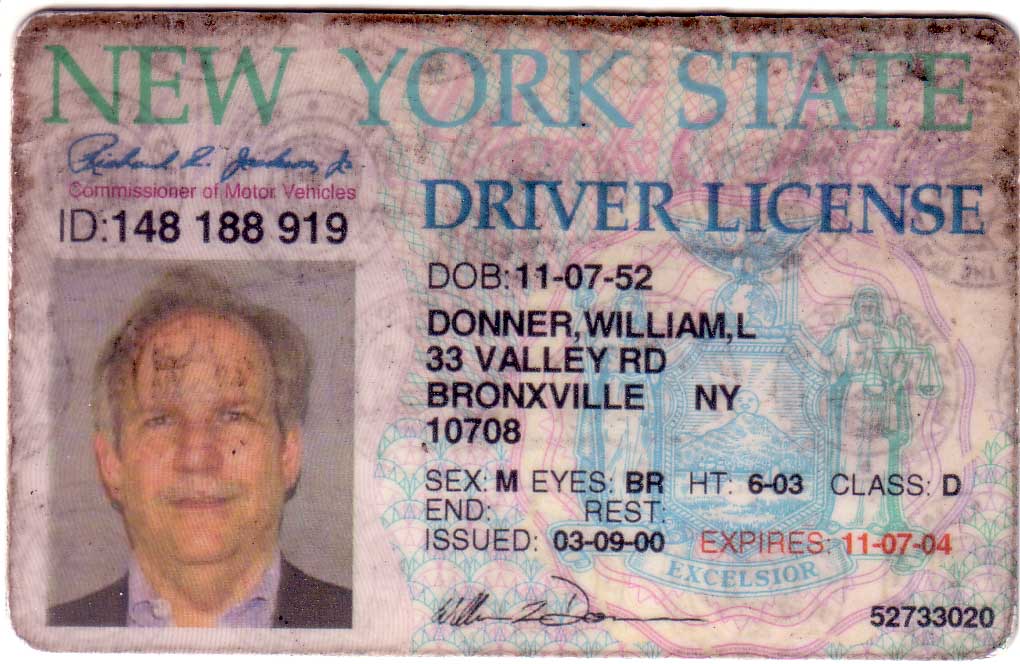 NEW YORK STATE
Richard E. Jackson, Jr.
Commissioner of Motor Vehicles
DRIVER LICENSE
ID:148 188 919
DOB: 11-07-52
DONNER,WILLIAM,L
33 VALLEY RD
BRONXVILLE NY
10708
SEX: M EYES: BR HT: 6-03 CLASS: D
END: REST:
ISSUED: 03-09-00 EXPIRES: 11-07-04
EXCELSIOR
52733020